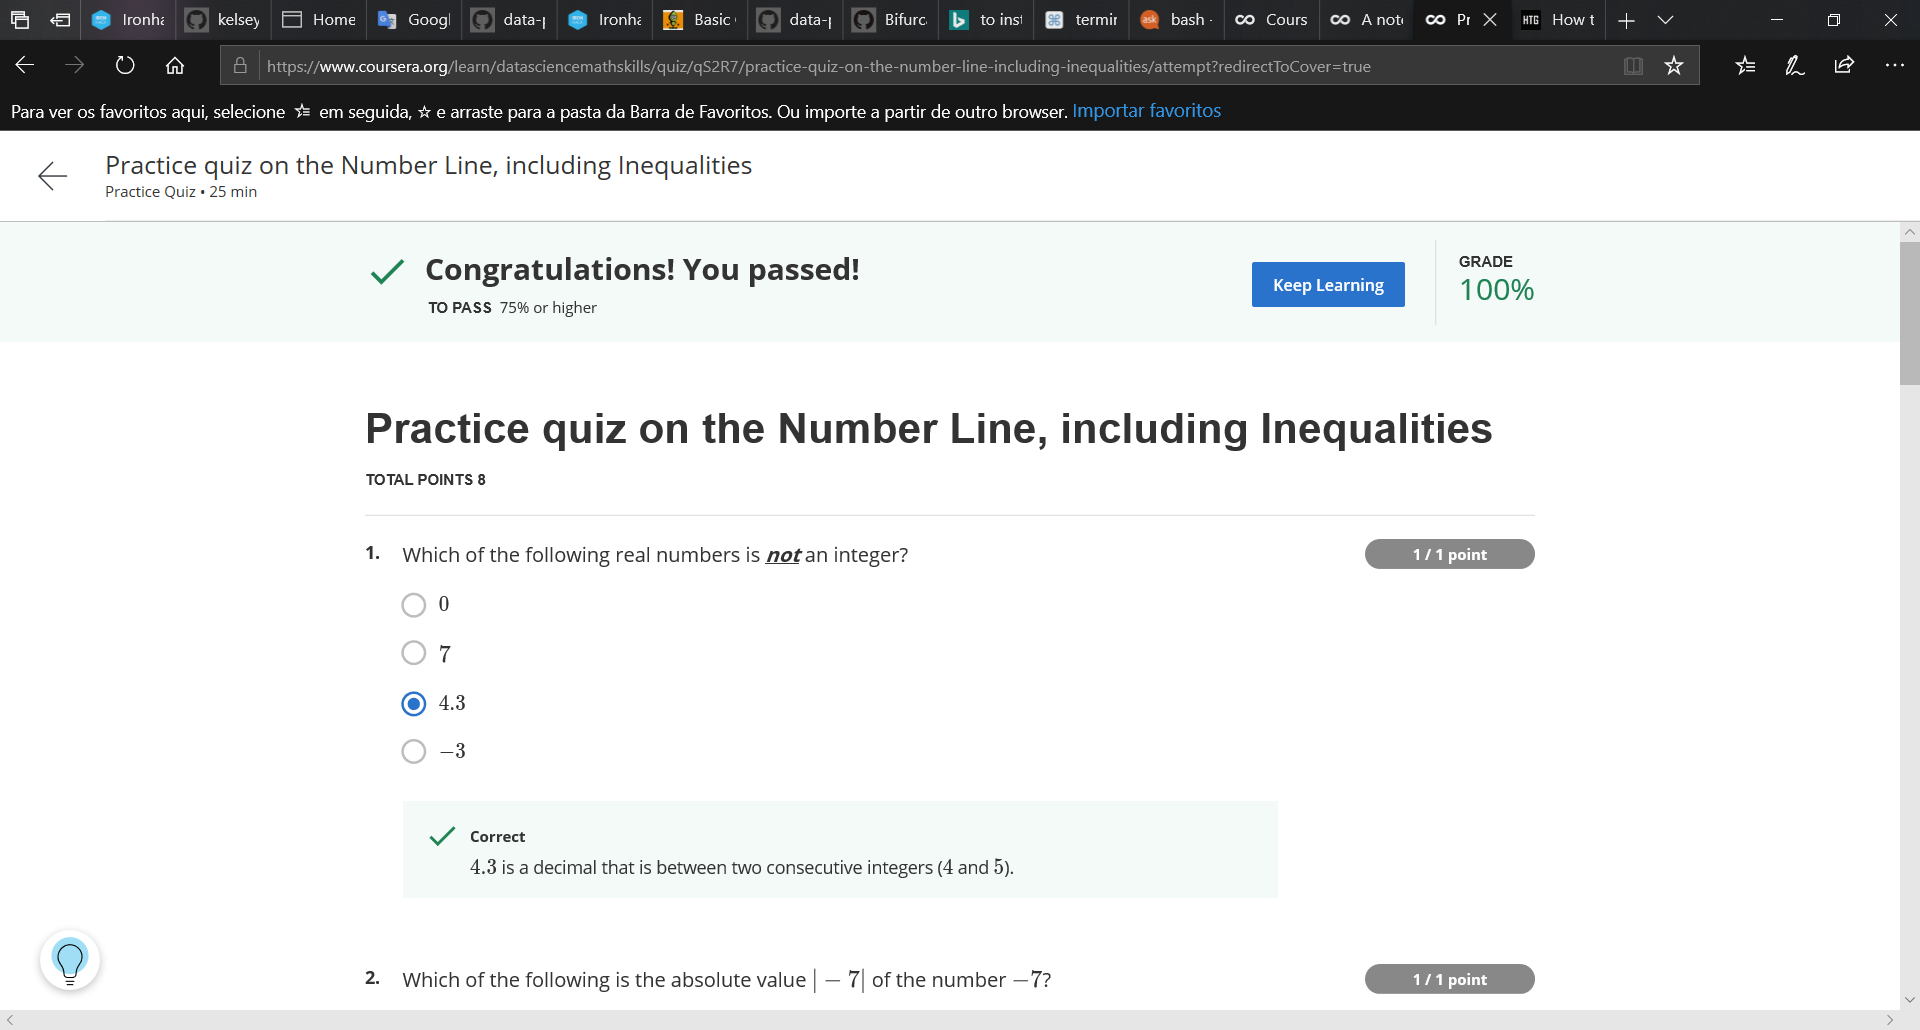 Ironha kelsey Home Googl data-p Ironha Basic data-p Bifurc to inst termin bash - Cours A note Pr How t
https://www.coursera.org/learn/datasciencemathskills/quiz/qS2R7/practice-quiz-on-the-number-line-including-inequalities/attempt?redirectToCover=true
Para ver os favoritos aqui, selecione em seguida, e arraste para a pasta da Barra de Favoritos. Ou importe a partir de outro browser. Importar favoritos
Practice quiz on the Number Line, including Inequalities
Practice Quiz • 25 min
Congratulations! You passed!
TO PASS 75% or higher
Keep Learning
GRADE
100%
Practice quiz on the Number Line, including Inequalities
TOTAL POINTS 8
1. Which of the following real numbers is not an integer?
1 / 1 point
0
7
4.3
−3
Correct
4.3 is a decimal that is between two consecutive integers (4 and 5).
2. Which of the following is the absolute value | − 7| of the number −7?
1 / 1 point